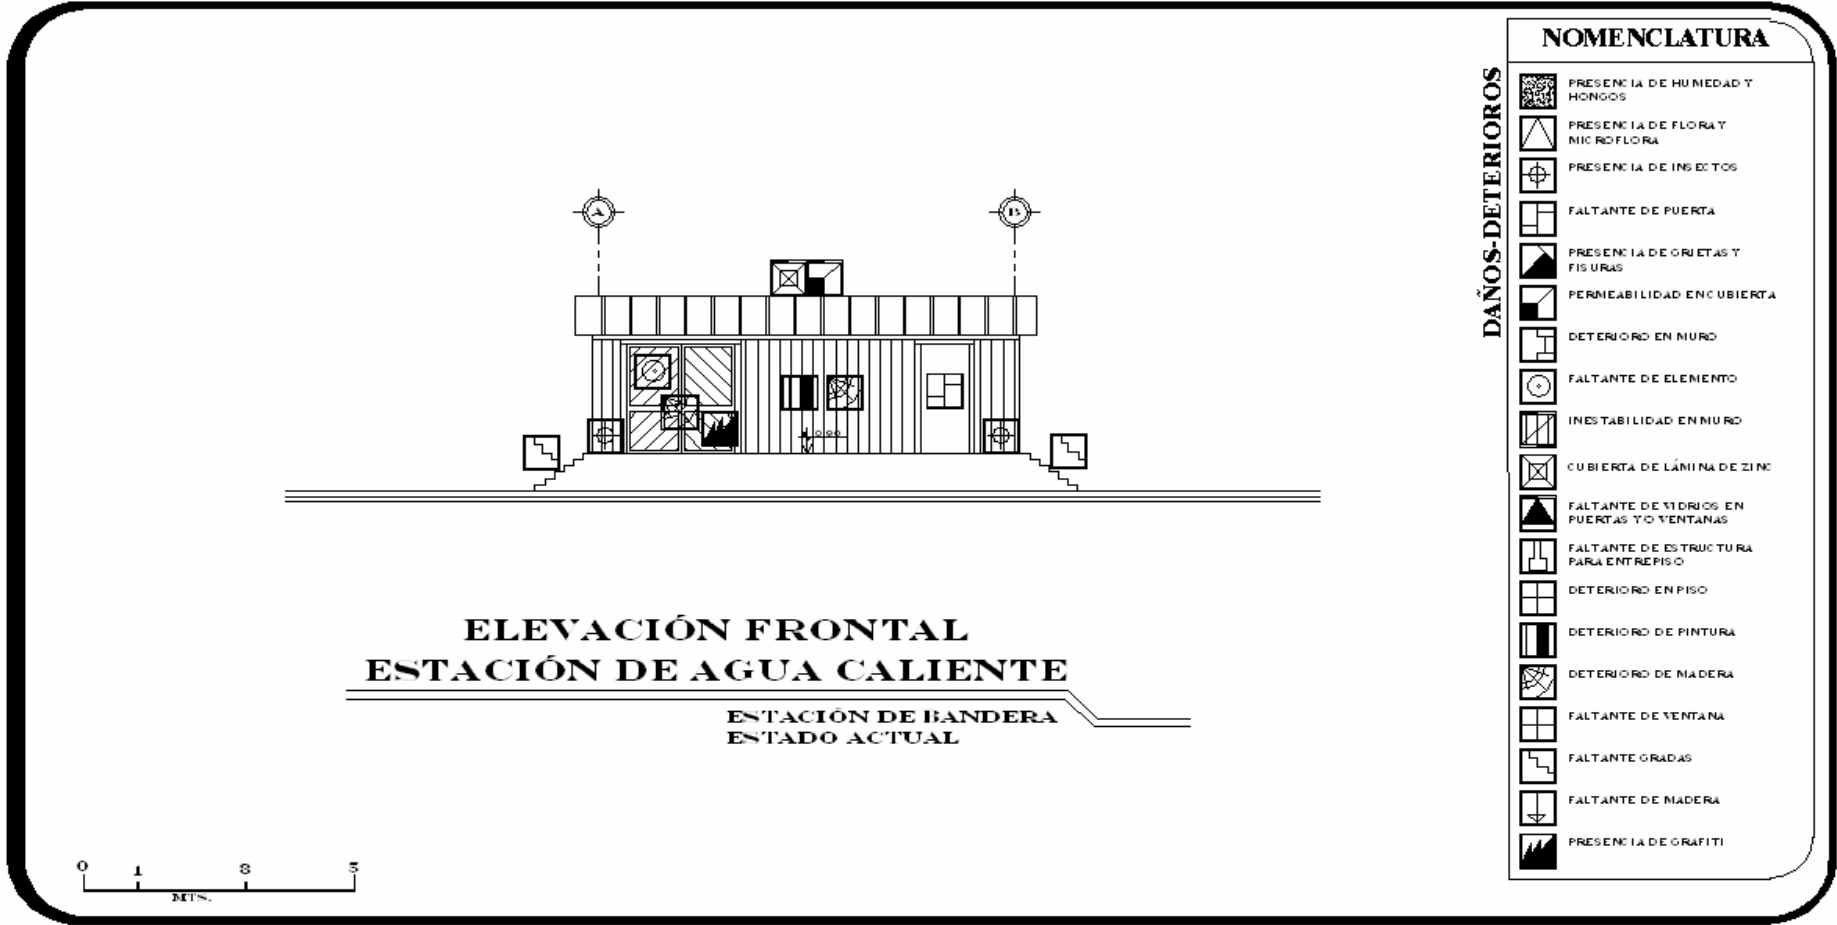 NOMENCLATURA
DAÑOS-DETERIOROS
PRESENCIA DE HUMEDAD Y
HONGOS
PRESENCIA DE FLORA Y
MICROFLORA
PRESENCIA DE INSECTOS
FALTANTE DE PUERTA
PRESENCIA DE GRIETAS Y
FISURAS
PERMEABILIDAD EN CUBIERTA
DETERIORO EN MURO
FALTANTE DE ELEMENTO
INESTABILIDAD EN MURO
CUBIERTA DE LÁMINA DE ZINC
FALTANTE DE VIDRIOS EN
PUERTAS Y O VENTANAS
FALTANTE DE ESTRUCTURA
PARA ENTREPISO
DETERIORO EN PISO
DETERIORO DE PINTURA
DETERIORO DE MADERA
FALTANTE DE VENTANA
FALTANTE GRADAS
FALTANTE DE MADERA
PRESENCIA DE GRAFITI
A
B
ELEVACIÓN FRONTAL
ESTACIÓN DE AGUA CALIENTE
ESTACIÓN DE BANDERA
ESTADO ACTUAL
0 1 3 5
MTS.